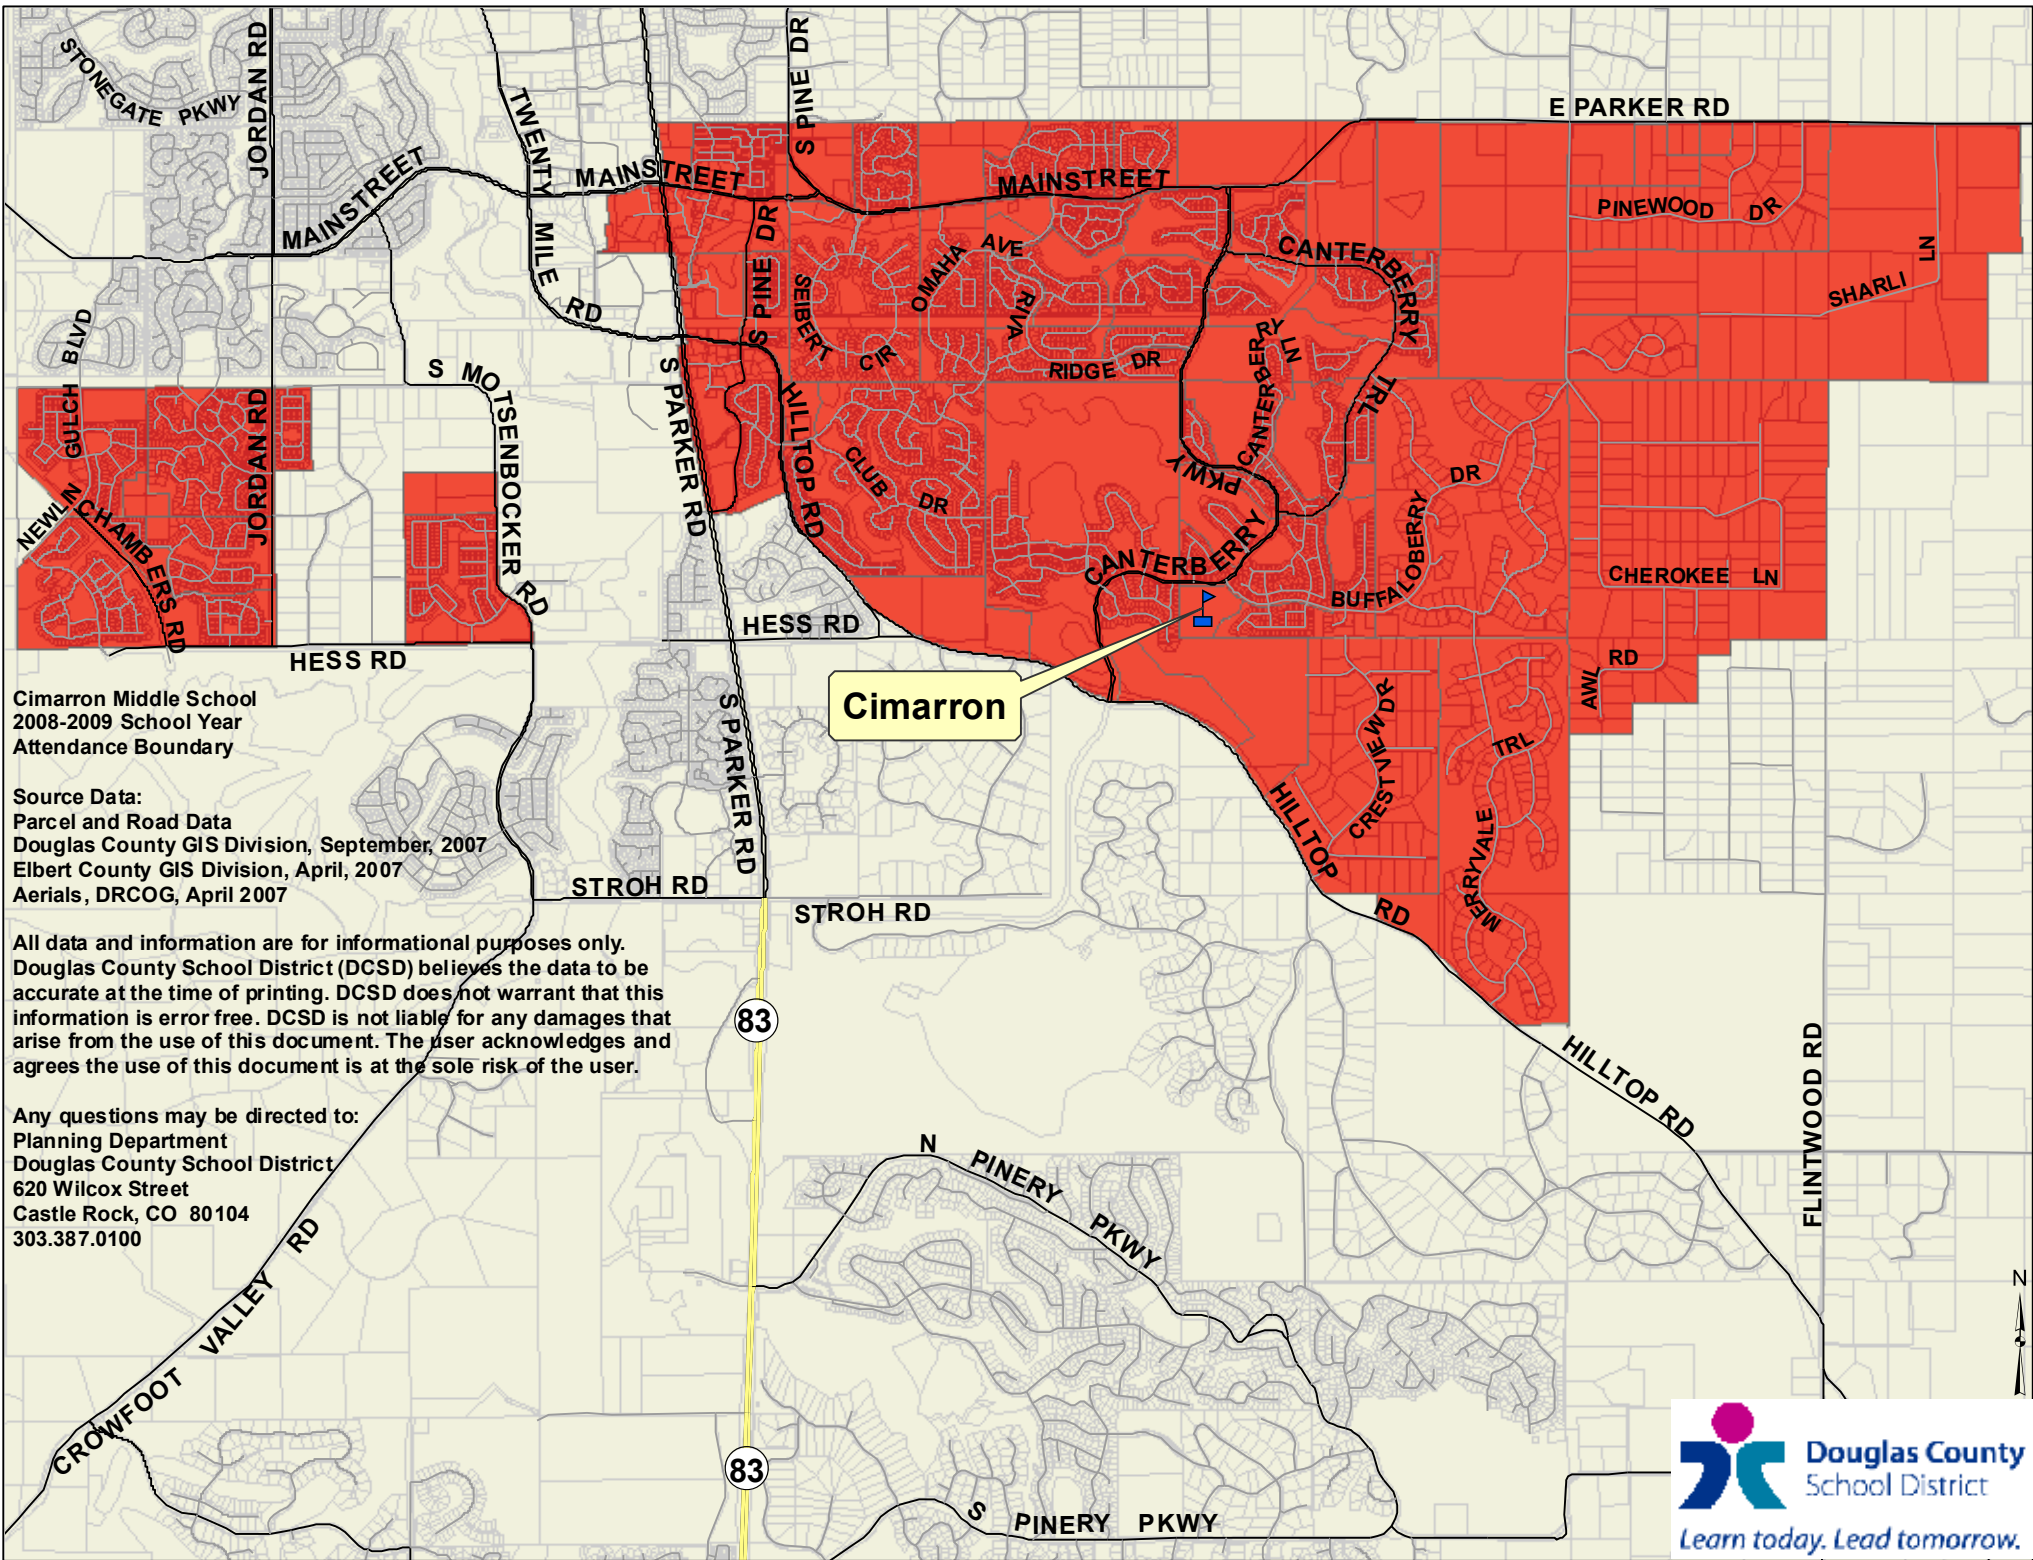 STONEGATE PKWY
JORDAN RD
TWENTY MILE RD
S PINE DR
E PARKER RD
MAINSTREET
MAINSTREET
MAINSTREET
PINEWOOD DR
SHARLI LN
S PINE DR
SEIBERT CIR
OMAHA AVE
RIVA RIDGE DR
CANTERBERRY TRL
CANTERBERRY LN
GULCH BLVD
NEWLIN
JORDAN RD
CHAMBERS RD
S MOTSENBOCKER RD
S PARKER RD
HILLTOP RD
CLUB DR
CANTERBERRY PKWY
BUFFALOBERRY DR
CHEROKEE LN
AWL RD
HESS RD
HESS RD
Cimarron
CRESTVIEW DR
MERRYVALE TRL
HILLTOP RD
S PARKER RD
STROH RD
STROH RD
83
HILLTOP RD
FLINTWOOD RD
N PINERY PKWY
CROWFOOT VALLEY RD
83
S PINERY PKWY
Cimarron Middle School
2008-2009 School Year
Attendance Boundary
Source Data:
Parcel and Road Data
Douglas County GIS Division, September, 2007
Elbert County GIS Division, April, 2007
Aerials, DRCOG, April 2007
All data and information are for informational purposes only.
Douglas County School District (DCSD) believes the data to be
accurate at the time of printing. DCSD does not warrant that this
information is error free. DCSD is not liable for any damages that
arise from the use of this document. The user acknowledges and
agrees the use of this document is at the sole risk of the user.
Any questions may be directed to:
Planning Department
Douglas County School District
620 Wilcox Street
Castle Rock, CO 80104
303.387.0100
N
Douglas County
School District
Learn today. Lead tomorrow.